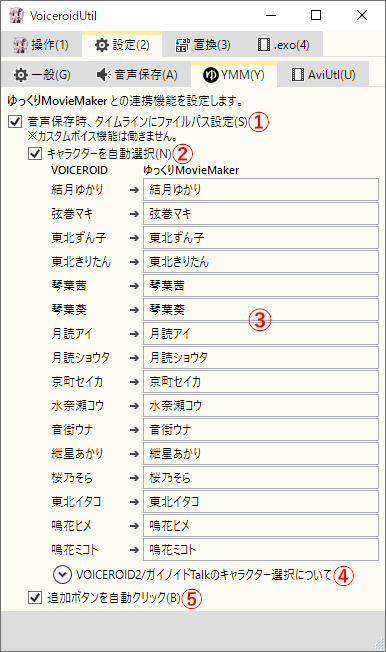 VoiceroidUtil
操作(1) 設定(2) 置換(3) .exo(4)
一般(G) 音声保存(A) YMM(Y) AviUtl(U)
ゆっくりMovieMaker との連携機能を設定します。
音声保存時、タイムラインにファイルパス設定(S) ①
※カスタムボイス機能は働きません。
キャラクターを自動選択(N) ②
VOICEROID ゆっくりMovieMaker
結月ゆかり → 結月ゆかり
弦巻マキ → 弦巻マキ
東北ずん子 → 東北ずん子
東北きりたん → 東北きりたん
琴葉茜 → 琴葉茜
琴葉葵 → 琴葉葵
③
月読アイ → 月読アイ
月読ショウタ → 月読ショウタ
京町セイカ → 京町セイカ
水奈瀬コウ → 水奈瀬コウ
音街ウナ → 音街ウナ
紲星あかり → 紲星あかり
桜乃そら → 桜乃そら
東北イタコ → 東北イタコ
鳴花ヒメ → 鳴花ヒメ
鳴花ミコト → 鳴花ミコト
VOICEROID2/ガイノイドTalkのキャラクター選択について ④
追加ボタンを自動クリック(B) ⑤